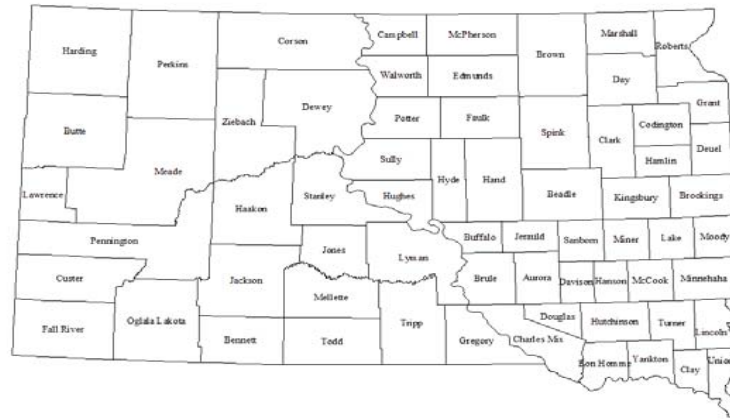 Harding
Perkins
Corson
Campbell
McPherson
Brown
Marshall
Roberts
Walworth
Edmunds
Day
Butte
Ziebach
Dewey
Potter
Faulk
Spink
Clark
Codington
Grant
Hamlin
Deuel
Lawrence
Meade
Sully
Hyde
Hand
Beadle
Kingsbury
Brookings
Haakon
Stanley
Hughes
Pennington
Jones
Lyman
Buffalo
Jerauld
Sanborn
Miner
Lake
Moody
Custer
Jackson
Brule
Aurora
Davison
Hanson
McCook
Minnehaha
Mellette
Fall River
Oglala Lakota
Bennett
Todd
Tripp
Gregory
Charles Mix
Douglas
Hutchinson
Turner
Lincoln
Bon Homme
Yankton
Clay
Union